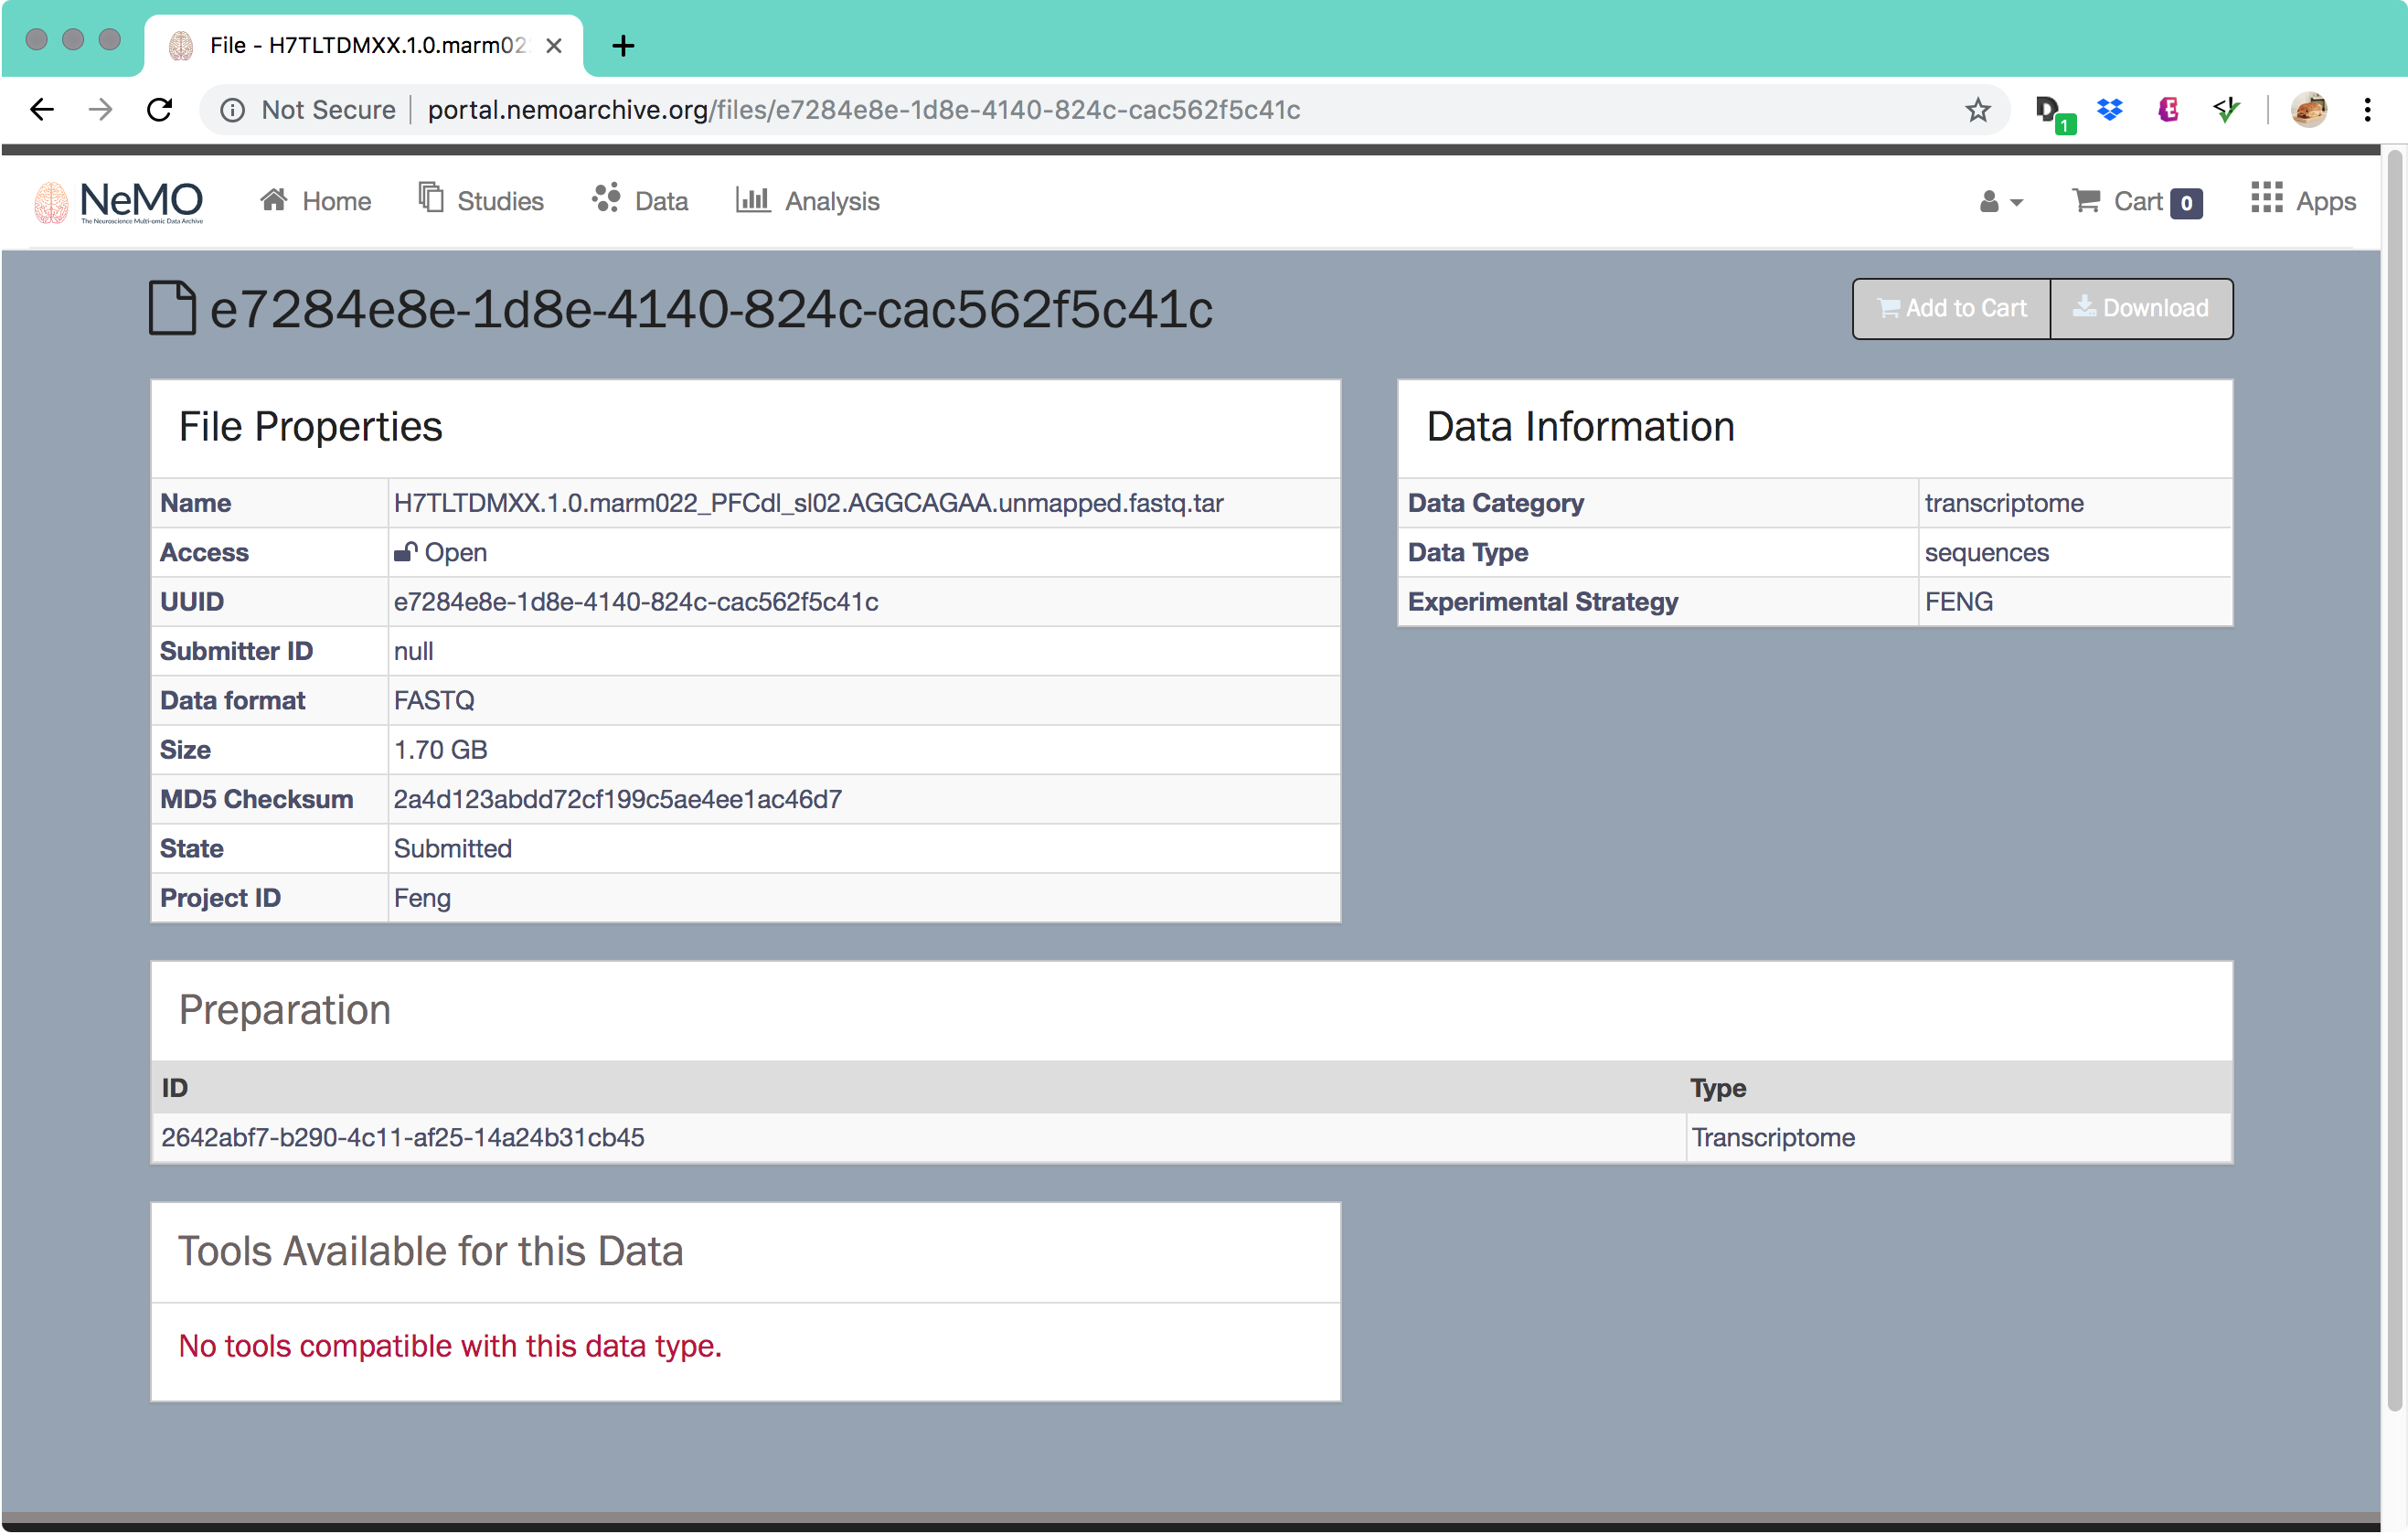 File - H7TLTDMXX.1.0.marm02
Not Secure portal.nemoarchive.org/files/e7284e8e-1d8e-4140-824c-cac562f5c41c
1
NeMO Home Studies Data Analysis Cart 0 Apps
The Neuroscience Multi-omic Data Archive
e7284e8e-1d8e-4140-824c-cac562f5c41c
Add to Cart Download
File Properties
Name H7TLTDMXX.1.0.marm022_PFCdl_sl02.AGGCAGAA.unmapped.fastq.tar
Access Open
UUID e7284e8e-1d8e-4140-824c-cac562f5c41c
Submitter ID null
Data format FASTQ
Size 1.70 GB
MD5 Checksum 2a4d123abdd72cf199c5ae4ee1ac46d7
State Submitted
Project ID Feng
Data Information
Data Category transcriptome
Data Type sequences
Experimental Strategy FENG
Preparation
ID Type
2642abf7-b290-4c11-af25-14a24b31cb45 Transcriptome
Tools Available for this Data
No tools compatible with this data type.